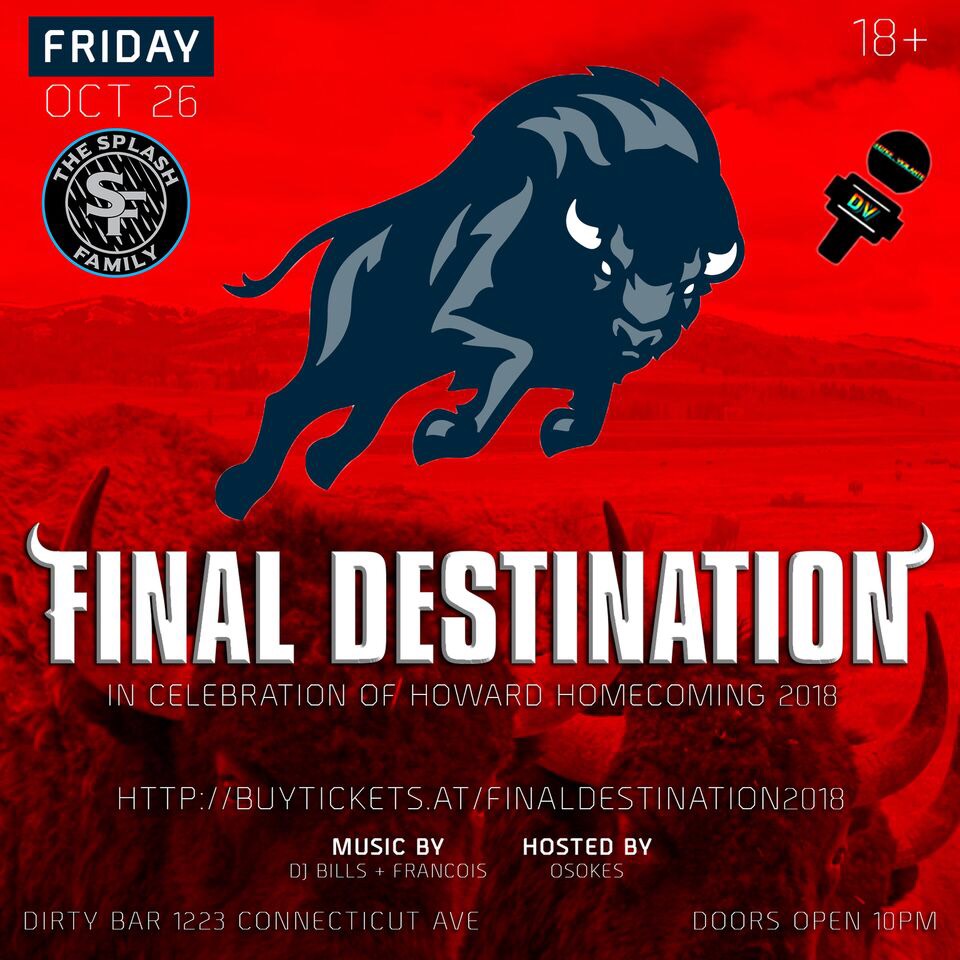 FRIDAY
OCT 26
18+
THE SPLASH
SF
FAMILY
DV
FINAL DESTINATION
IN CELEBRATION OF HOWARD HOMECOMING 2018
HTTP://BUYTICKETS.AT/FINALDESTINATION2018
MUSIC BY
DJ BILLS + FRANCOIS
HOSTED BY
OSOKES
DIRTY BAR 1223 CONNECTICUT AVE
DOORS OPEN 10PM